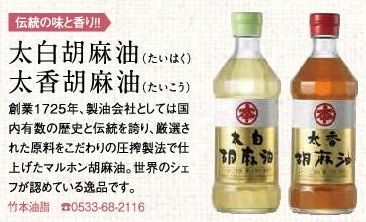 伝統の味と香り!!
太白胡麻油(たいはく)
太香胡麻油(たいこう)
創業1725年、製油会社としては国
内有数の歴史と伝統を誇り、厳選さ
れた原料をこだわりの圧搾製法で仕
上げたマルホン胡麻油。世界のシェ
フが認めている逸品です。
竹本油脂 ☎0533-68-2116
本
太白
胡麻油
本
太香
胡麻油